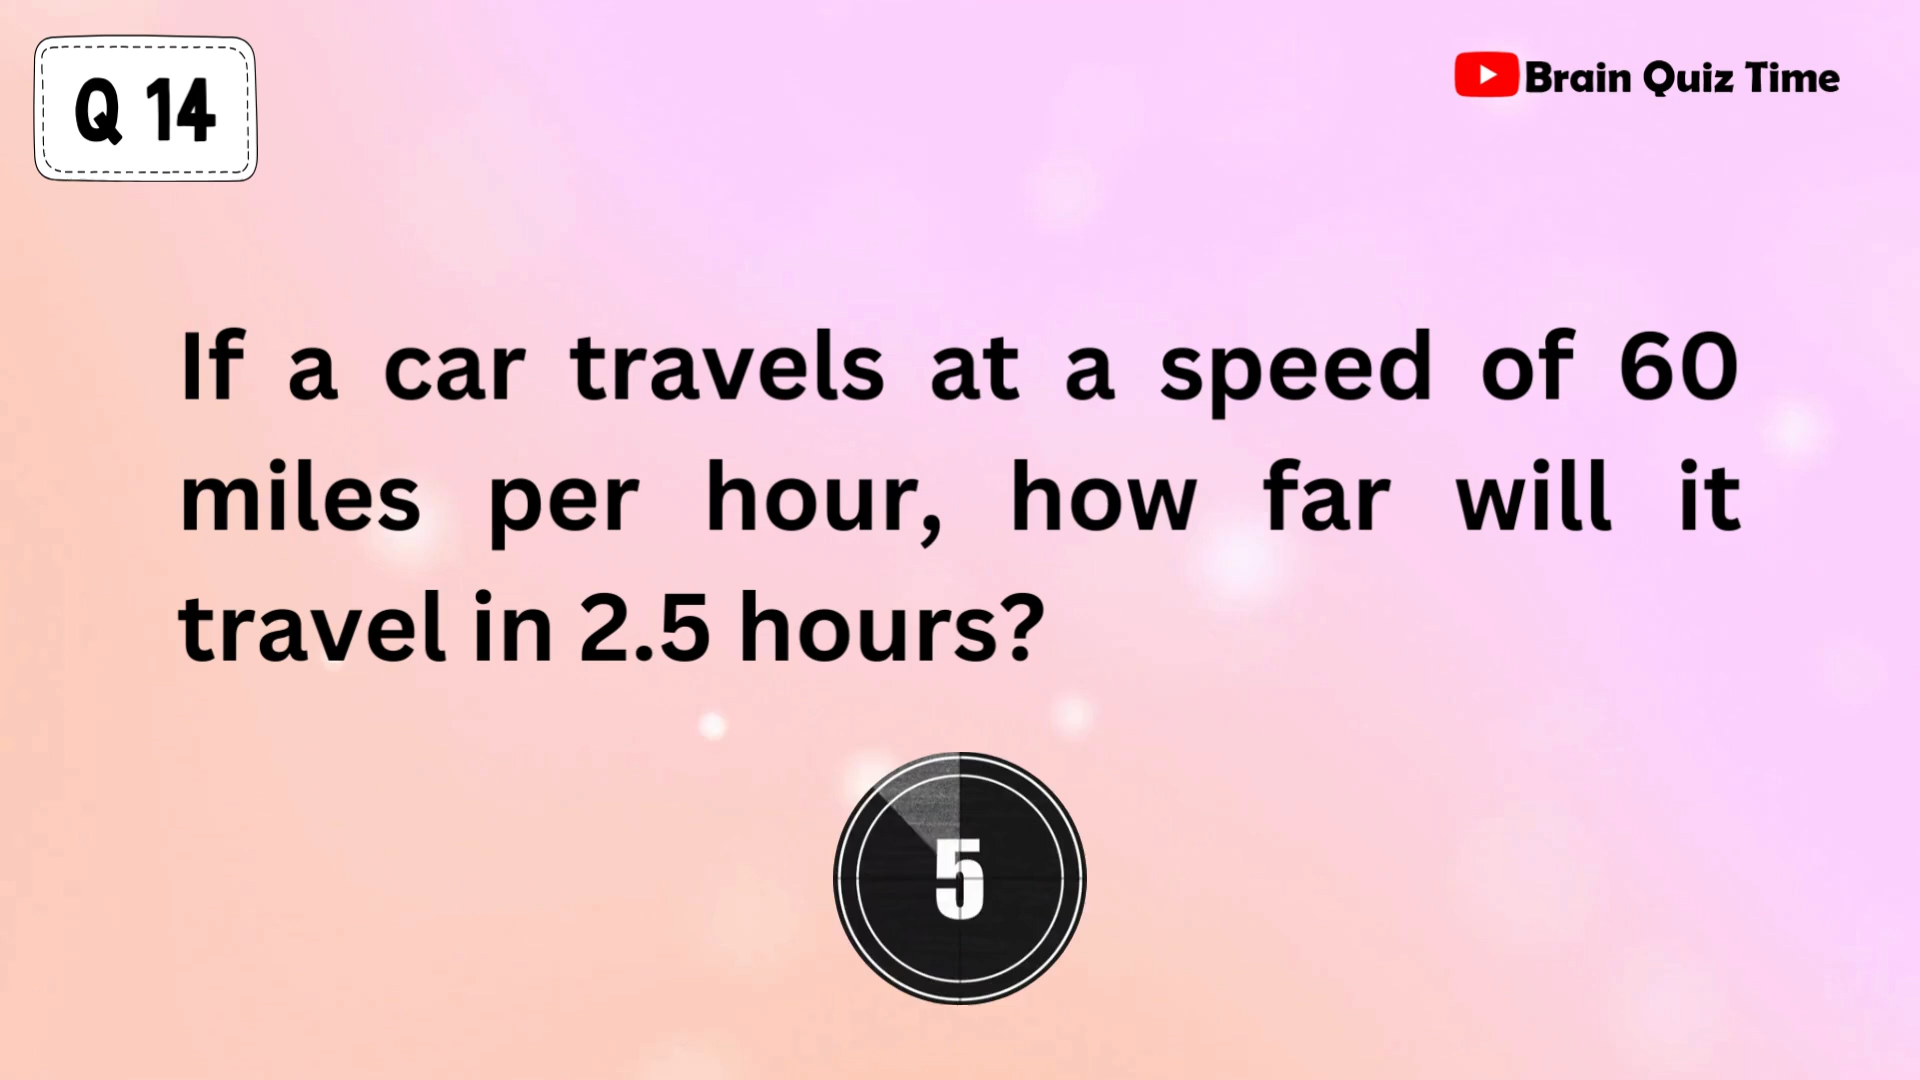 Q 14
Brain Quiz Time
If a car travels at a speed of 60
miles per hour, how far will it
travel in 2.5 hours?
5